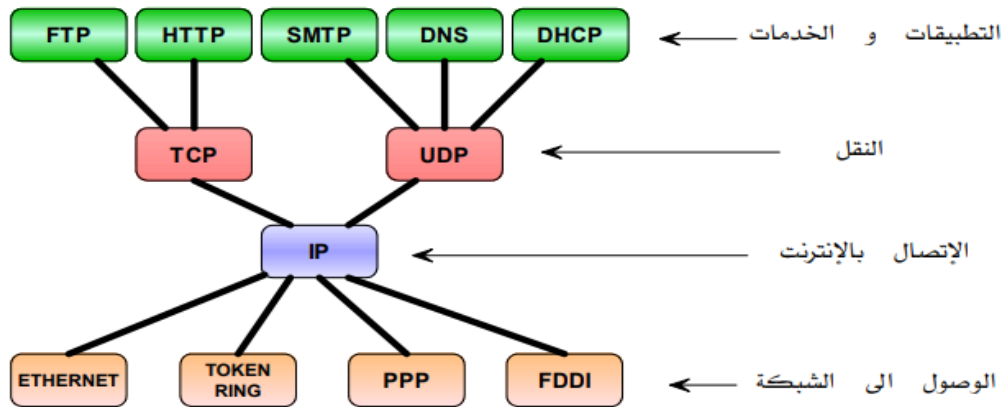 FTP HTTP SMTP DNS DHCP التطبيقات و الخدمات
TCP UDP النقل
IP الإتصال بالإنترنت
ETHERNET TOKEN RING PPP FDDI الوصول الى الشبكة